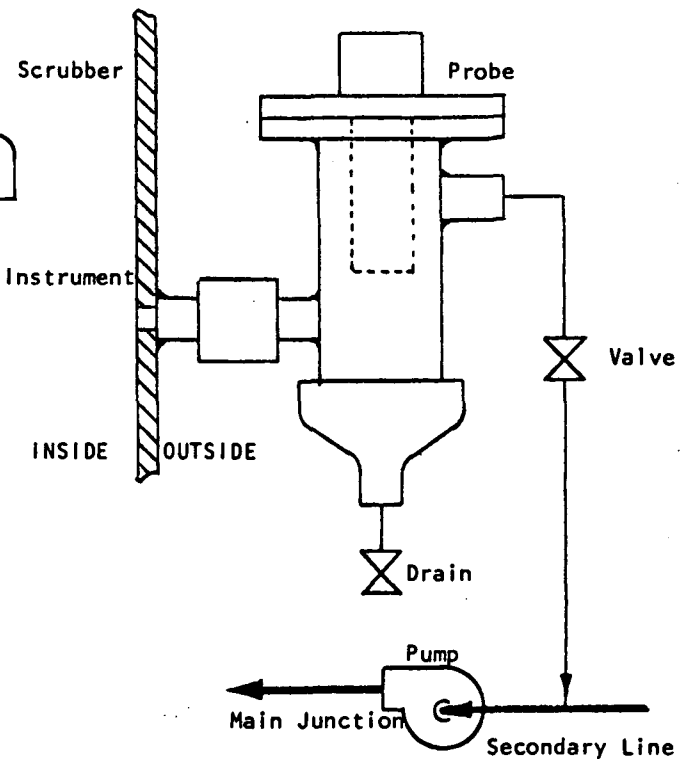 Scrubber
Probe
Instrument
Valve
INSIDE
OUTSIDE
Drain
Pump
Main Junction
Secondary Line